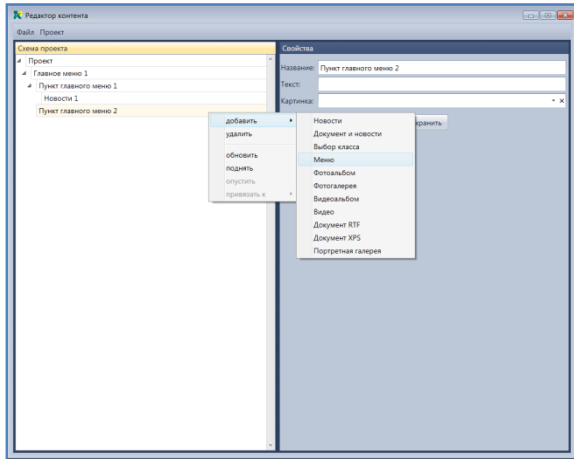 Редактор контента
Файл Проект
Схема проекта
Проект
Главное меню 1
Пункт главного меню 1
Новости 1
Пункт главного меню 2
Свойства
Название: Пункт главного меню 2
Текст:
Картинка:
добавить
удалить
обновить
поднять
опустить
привязать к
Новости
Документ и новости
Выбор класса
Меню
Фотоальбом
Фотогалерея
Видеоальбом
Видео
Документ RTF
Документ XPS
Портретная галерея